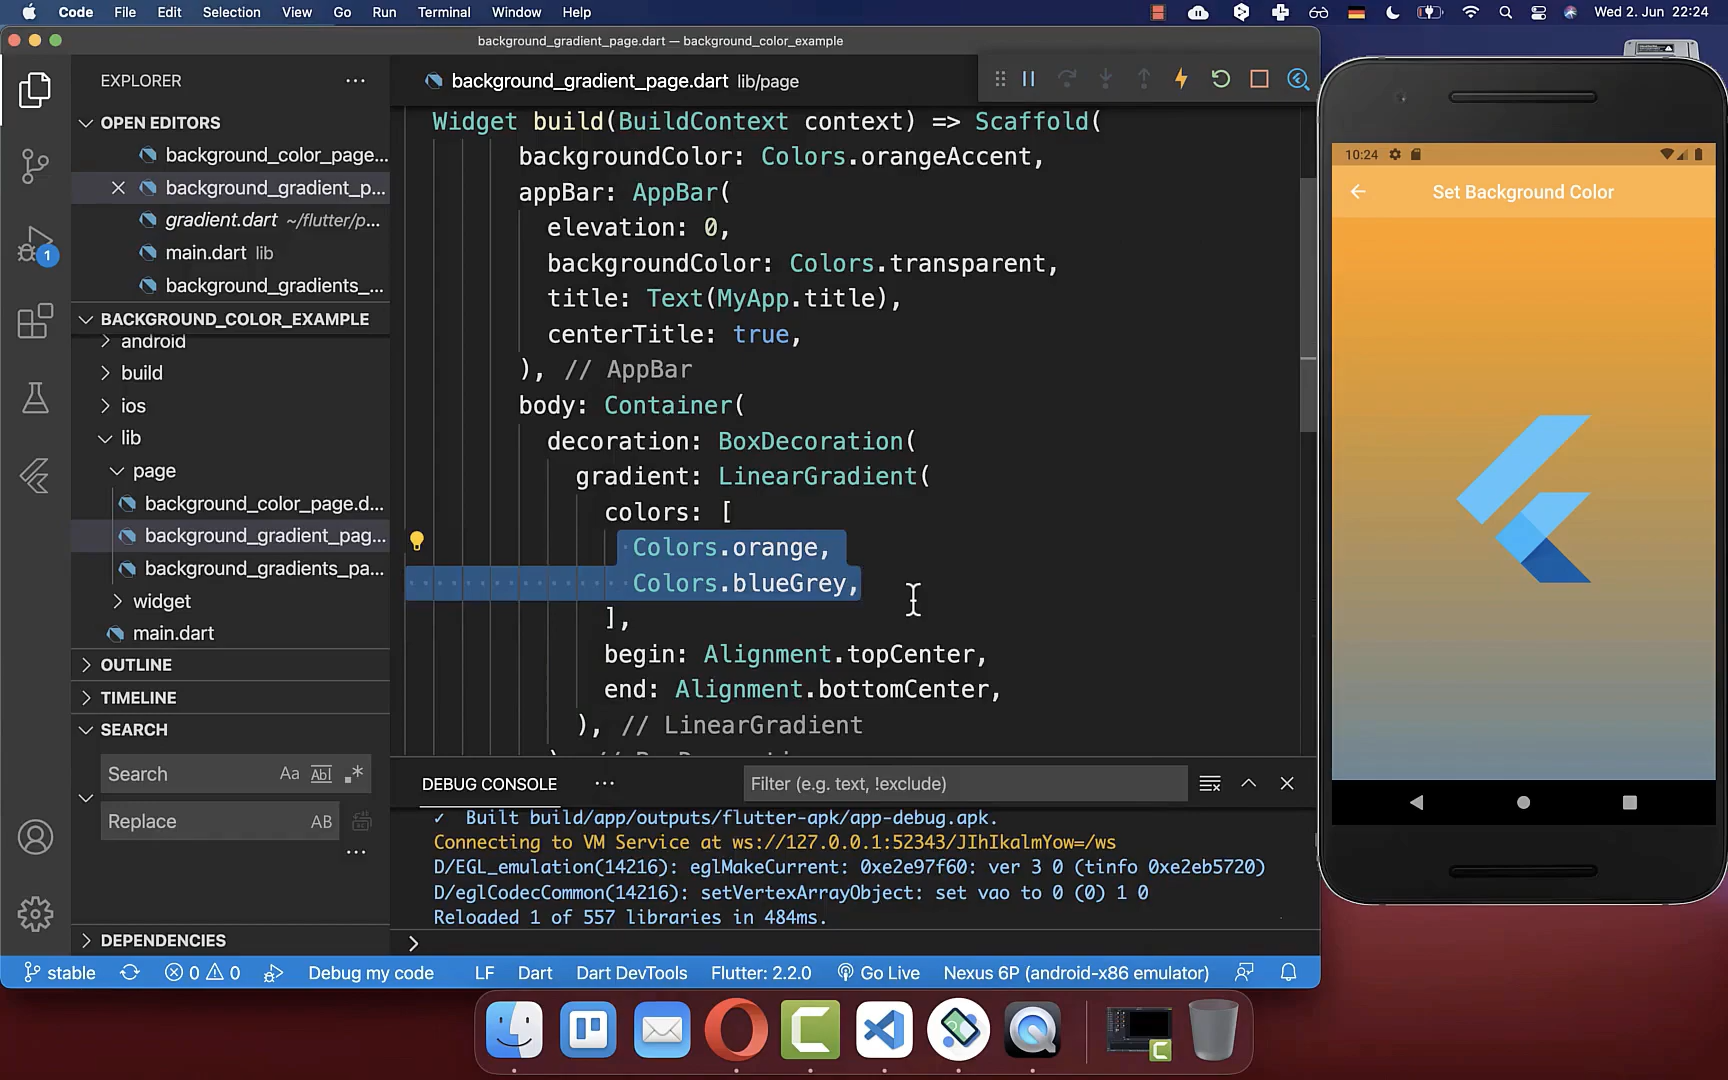 Code File Edit Selection View Go Run Terminal Window Help
Wed 2. Jun 22:24
background_gradient_page.dart — background_color_example
EXPLORER
OPEN EDITORS
background_color_page...
background_gradient_p...
gradient.dart ~/flutter/p...
main.dart lib
background_gradients_...
BACKGROUND_COLOR_EXAMPLE
android
build
ios
lib
page
background_color_page.d...
background_gradient_pag...
background_gradients_pa...
widget
main.dart
OUTLINE
TIMELINE
SEARCH
Search Aa Abl .*
Replace AB
...
DEPENDENCIES
1
background_gradient_page.dart lib/page
Widget build(BuildContext context) => Scaffold(
backgroundColor: Colors.orangeAccent,
appBar: AppBar(
elevation: 0,
backgroundColor: Colors.transparent,
title: Text(MyApp.title),
centerTitle: true,
), // AppBar
body: Container(
decoration: BoxDecoration(
gradient: LinearGradient(
colors: [
Colors.orange,
Colors.blueGrey,
],
begin: Alignment.topCenter,
end: Alignment.bottomCenter,
), // LinearGradient
DEBUG CONSOLE ... Filter (e.g. text, !exclude)
✓ Built build/app/outputs/flutter-apk/app-debug.apk.
Connecting to VM Service at ws://127.0.0.1:52343/JIhIkalmYow=/ws
D/EGL_emulation(14216): eglMakeCurrent: 0xe2e97f60: ver 3 0 (tinfo 0xe2eb5720)
D/eglCodecCommon(14216): setVertexArrayObject: set vao to 0 (0) 1 0
Reloaded 1 of 557 libraries in 484ms.
>
stable 0 0 Debug my code LF Dart Dart DevTools Flutter: 2.2.0 Go Live Nexus 6P (android-x86 emulator)
10:24
Set Background Color